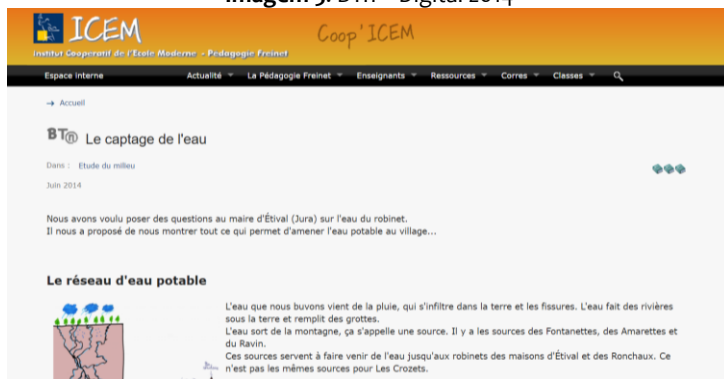 Imagem 5: BTn – Digital 2014
ICEM
Coop'ICEM
Institut Coopératif de l'Ecole Moderne - Pédagogie Freinet
Espace interne Actualité La Pédagogie Freinet Enseignants Ressources Corres Classes
→ Accueil
BTn Le captage de l'eau
Dans : Etude du milieu
Juin 2014
Nous avons voulu poser des questions au maire d'Étival (Jura) sur l'eau du robinet.
Il nous a proposé de nous montrer tout ce qui permet d'amener l'eau potable au village...
Le réseau d'eau potable
L'eau que nous buvons vient de la pluie, qui s'infiltre dans la terre et les fissures. L'eau fait des rivières
sous la terre et remplit des grottes.
L'eau sort de la montagne, ça s'appelle une source. Il y a les sources des Fontanettes, des Amarettes et
du Ravin.
Ces sources servent à faire venir de l'eau jusqu'aux robinets des maisons d'Étival et des Ronchaux. Ce
n'est pas les mêmes sources pour Les Crozets.